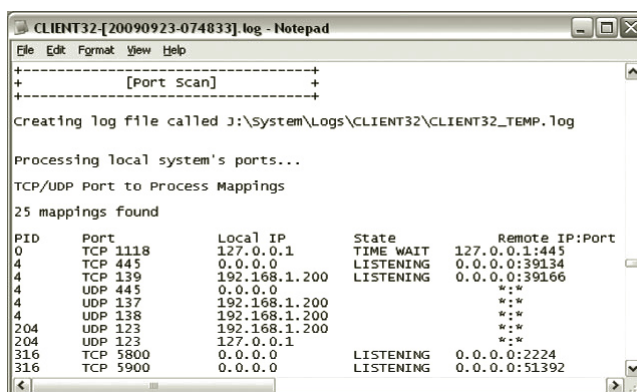 CLIENT32-[20090923-074833].log - Notepad
File Edit Format View Help
+-----------------------------------+
+ [Port Scan] +
+-----------------------------------+
Creating log file called J:\System\Logs\CLIENT32\CLIENT32_TEMP.log
Processing local system's ports...
TCP/UDP Port to Process Mappings
25 mappings found
PID Port Local IP State Remote IP:Port
0 TCP 1118 127.0.0.1 TIME WAIT 127.0.0.1:445
4 TCP 445 0.0.0.0 LISTENING 0.0.0.0:39134
4 TCP 139 192.168.1.200 LISTENING 0.0.0.0:39166
4 UDP 445 0.0.0.0 *:*
4 UDP 137 192.168.1.200 *:*
4 UDP 138 192.168.1.200 *:*
204 UDP 123 192.168.1.200 *:*
204 UDP 123 127.0.0.1 *:*
316 TCP 5800 0.0.0.0 LISTENING 0.0.0.0:2224
316 TCP 5900 0.0.0.0 LISTENING 0.0.0.0:51392